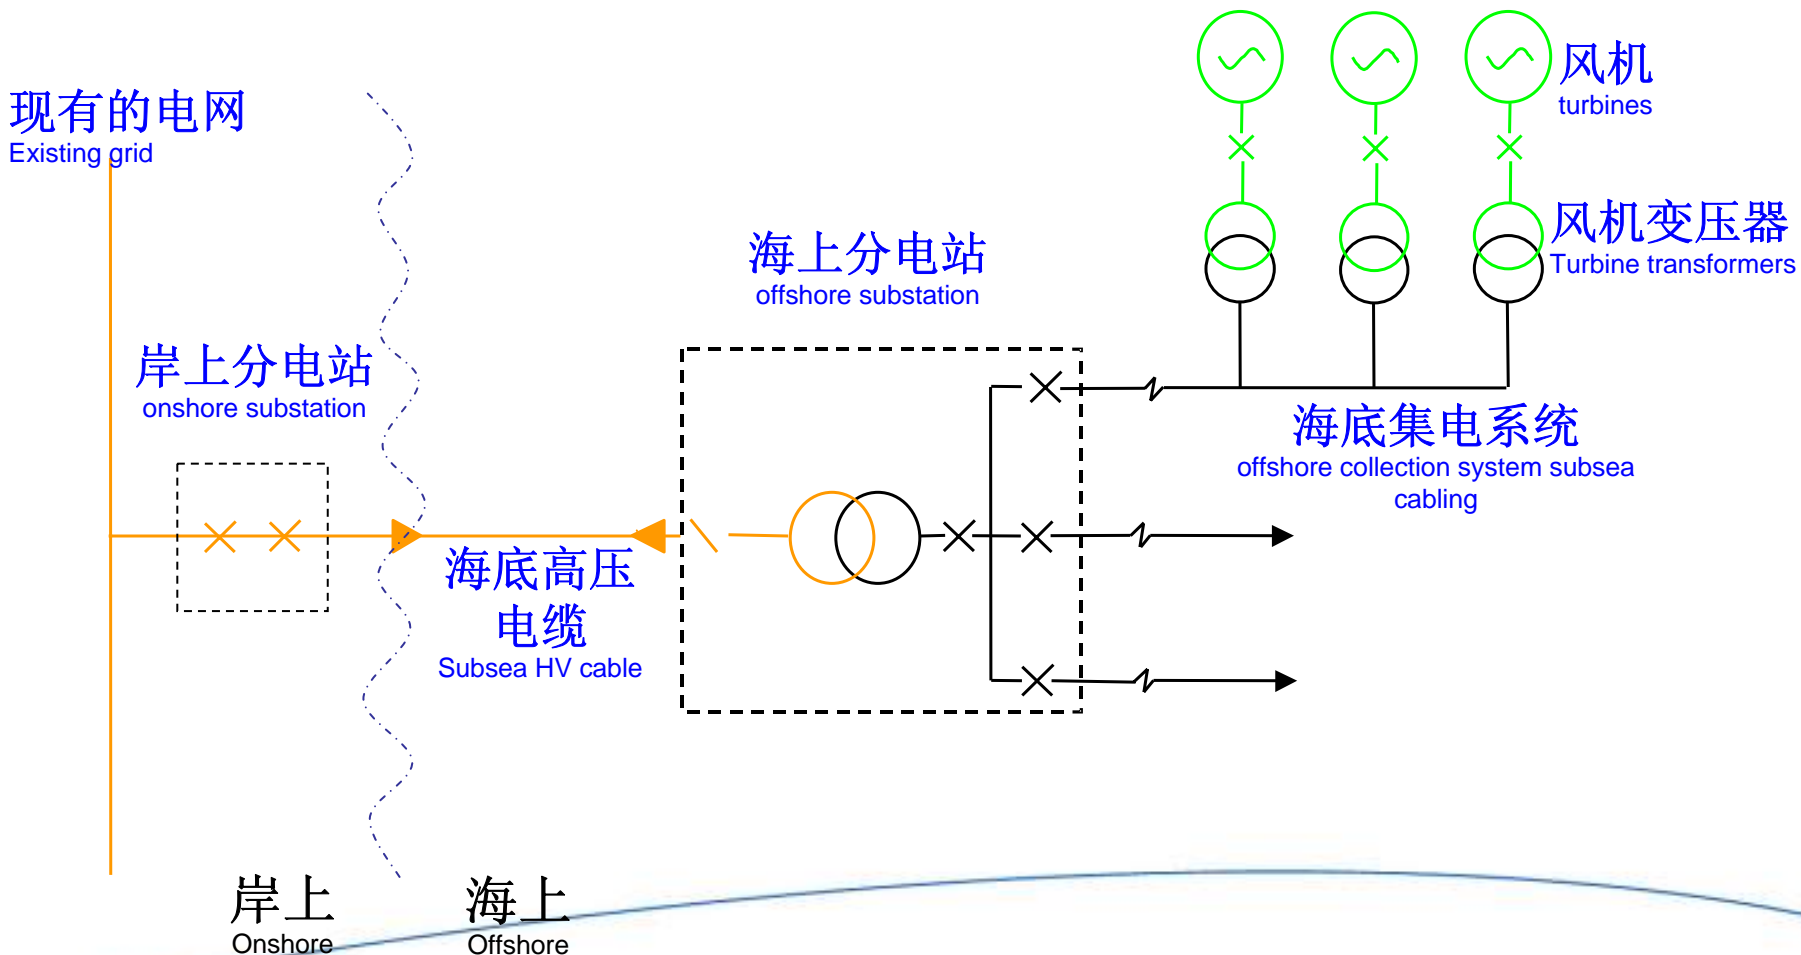 现有的电网
Existing grid
风机
turbines
风机变压器
Turbine transformers
海上分电站
offshore substation
岸上分电站
onshore substation
海底集电系统
offshore collection system subsea
cabling
海底高压
电缆
Subsea HV cable
岸上
Onshore
海上
Offshore